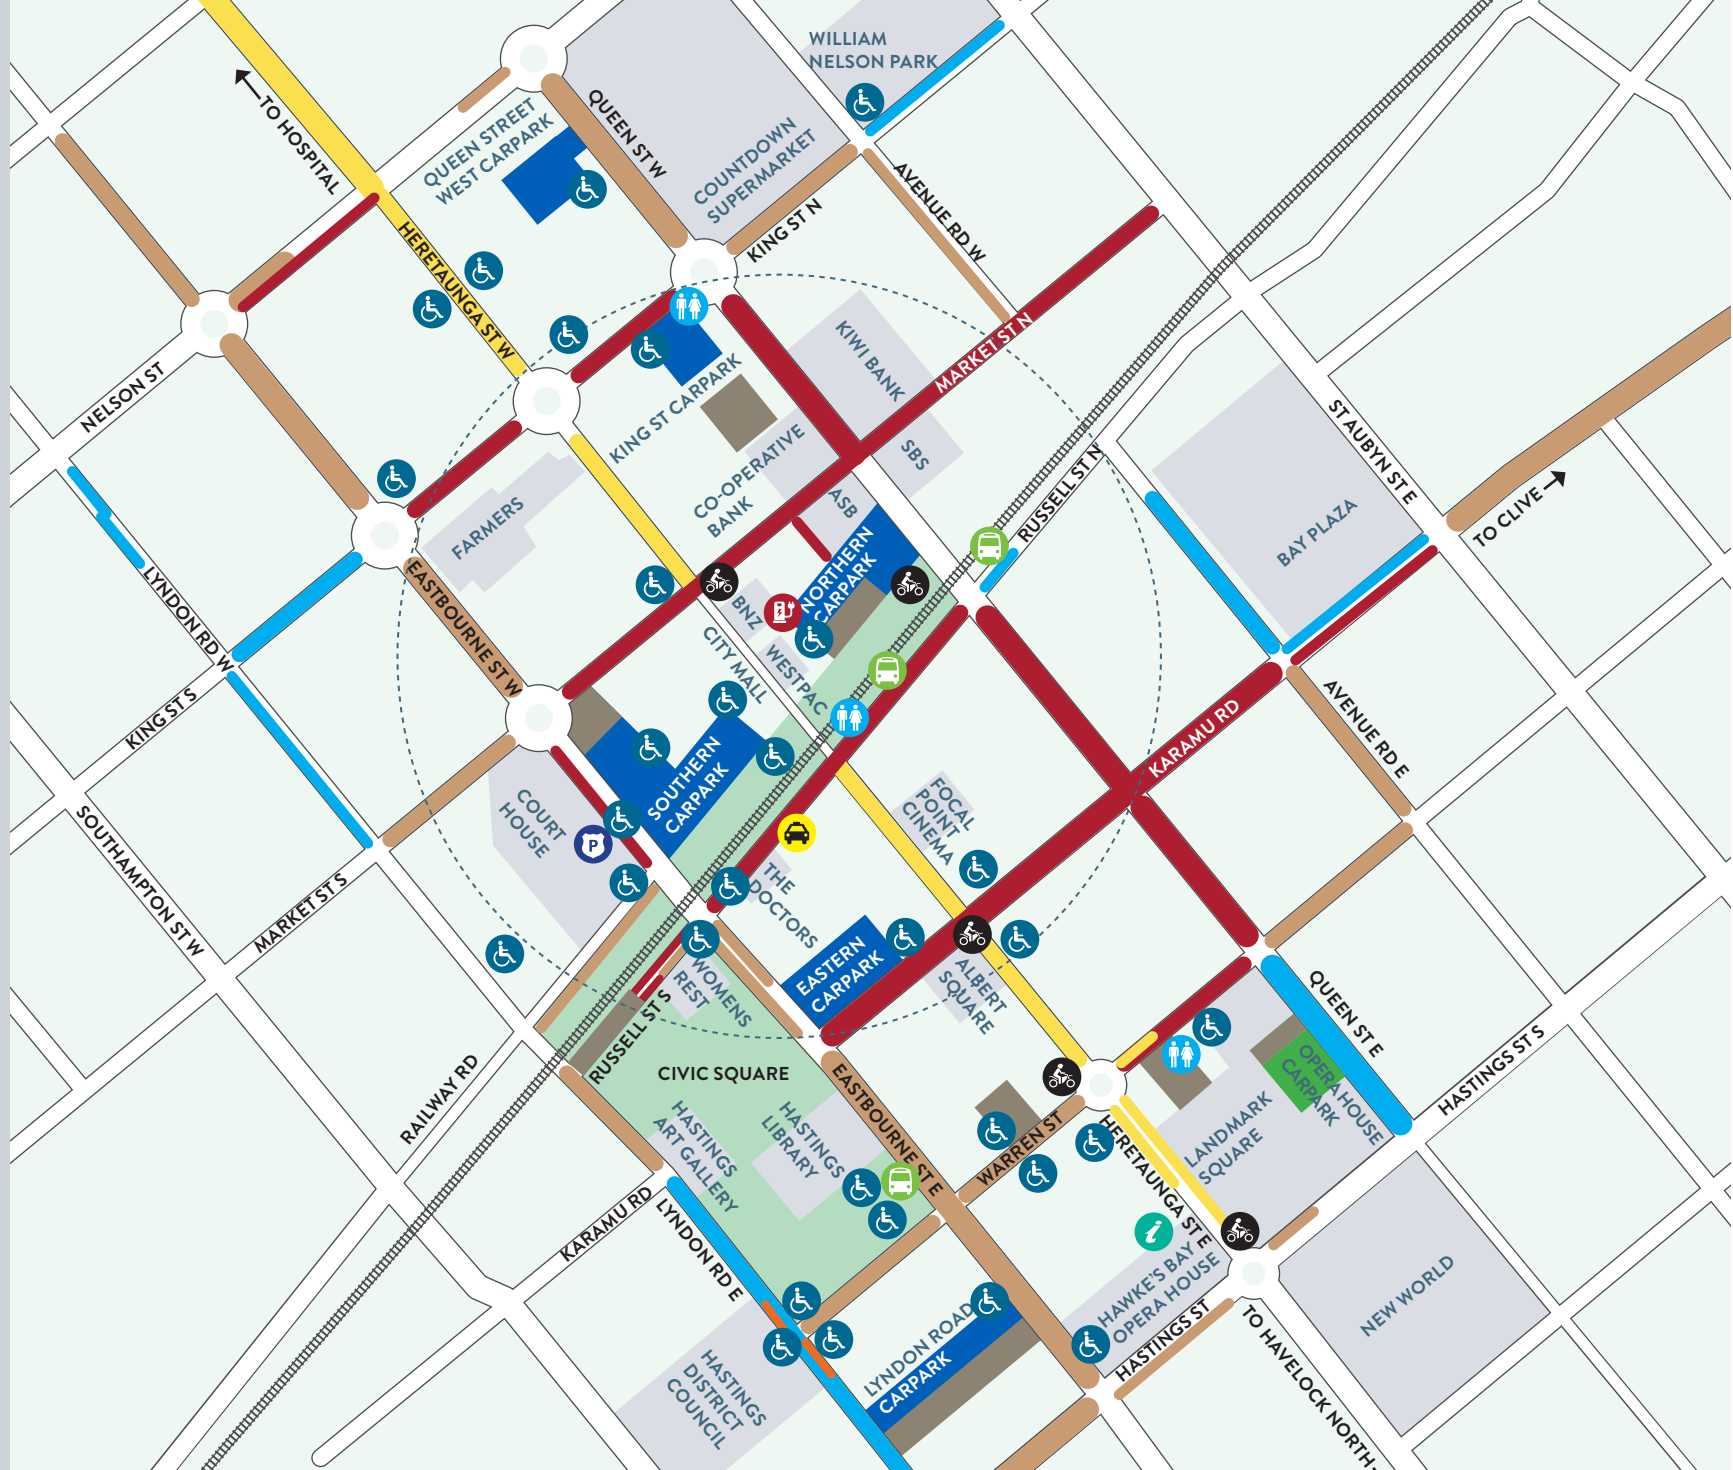 WILLIAM
NELSON PARK
TO HOSPITAL
QUEEN STREET
WEST CARPARK
QUEEN ST W
COUNTDOWN
SUPERMARKET
KING ST N
AVENUE RD W
HERETAUNGA ST W
NELSON ST
KIWI BANK
MARKET ST N
KING ST CARPARK
CO-OPERATIVE
BANK
SBS
ASB
RUSSELL ST N
ST AUBYN ST E
BAY PLAZA
TO CLIVE
FARMERS
NORTHERN
CARPARK
BNZ
CITY MALL
WESTPAC
LYNDON RD W
EASTBOURNE ST W
KING ST S
SOUTHERN
CARPARK
KARAMU RD
AVENUE RD E
COURT
HOUSE
P
FOCAL
POINT
CINEMA
SOUTHAMPTON ST W
MARKET ST S
THE
DOCTORS
EASTERN
CARPARK
ALBERT
SQUARE
WOMENS
REST
RUSSELL ST S
CIVIC SQUARE
RAILWAY RD
QUEEN ST E
OPERA HOUSE
CARPARK
HASTINGS ST S
LANDMARK
SQUARE
HASTINGS
ART GALLERY
HASTINGS
LIBRARY
EASTBOURNE ST E
WARREN ST
HERETAUNGA ST E
KARAMU RD
LYNDON RD E
i
HAWKE'S BAY
OPERA HOUSE
NEW WORLD
HASTINGS ST
TO HAVELOCK NORTH
LYNDON ROAD
CARPARK
HASTINGS
DISTRICT
COUNCIL